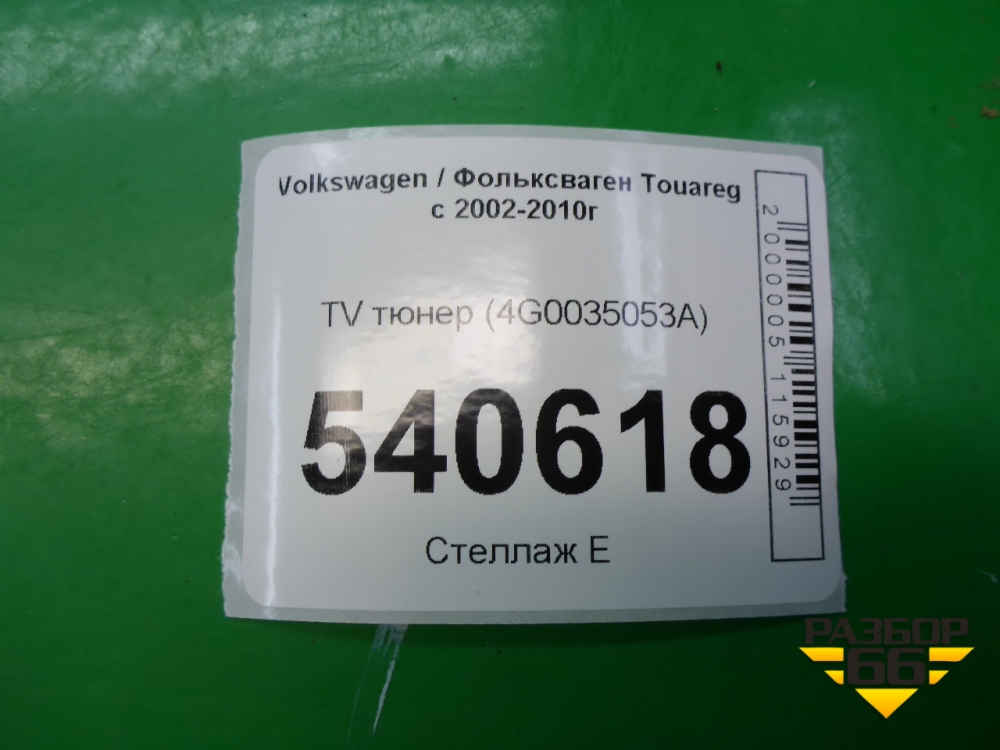 Volkswagen / Фольксваген Touareg
с 2002-2010г
TV тюнер (4G0035053A)
540618
Стеллаж Е
2000005115929
РАЗБОР
66